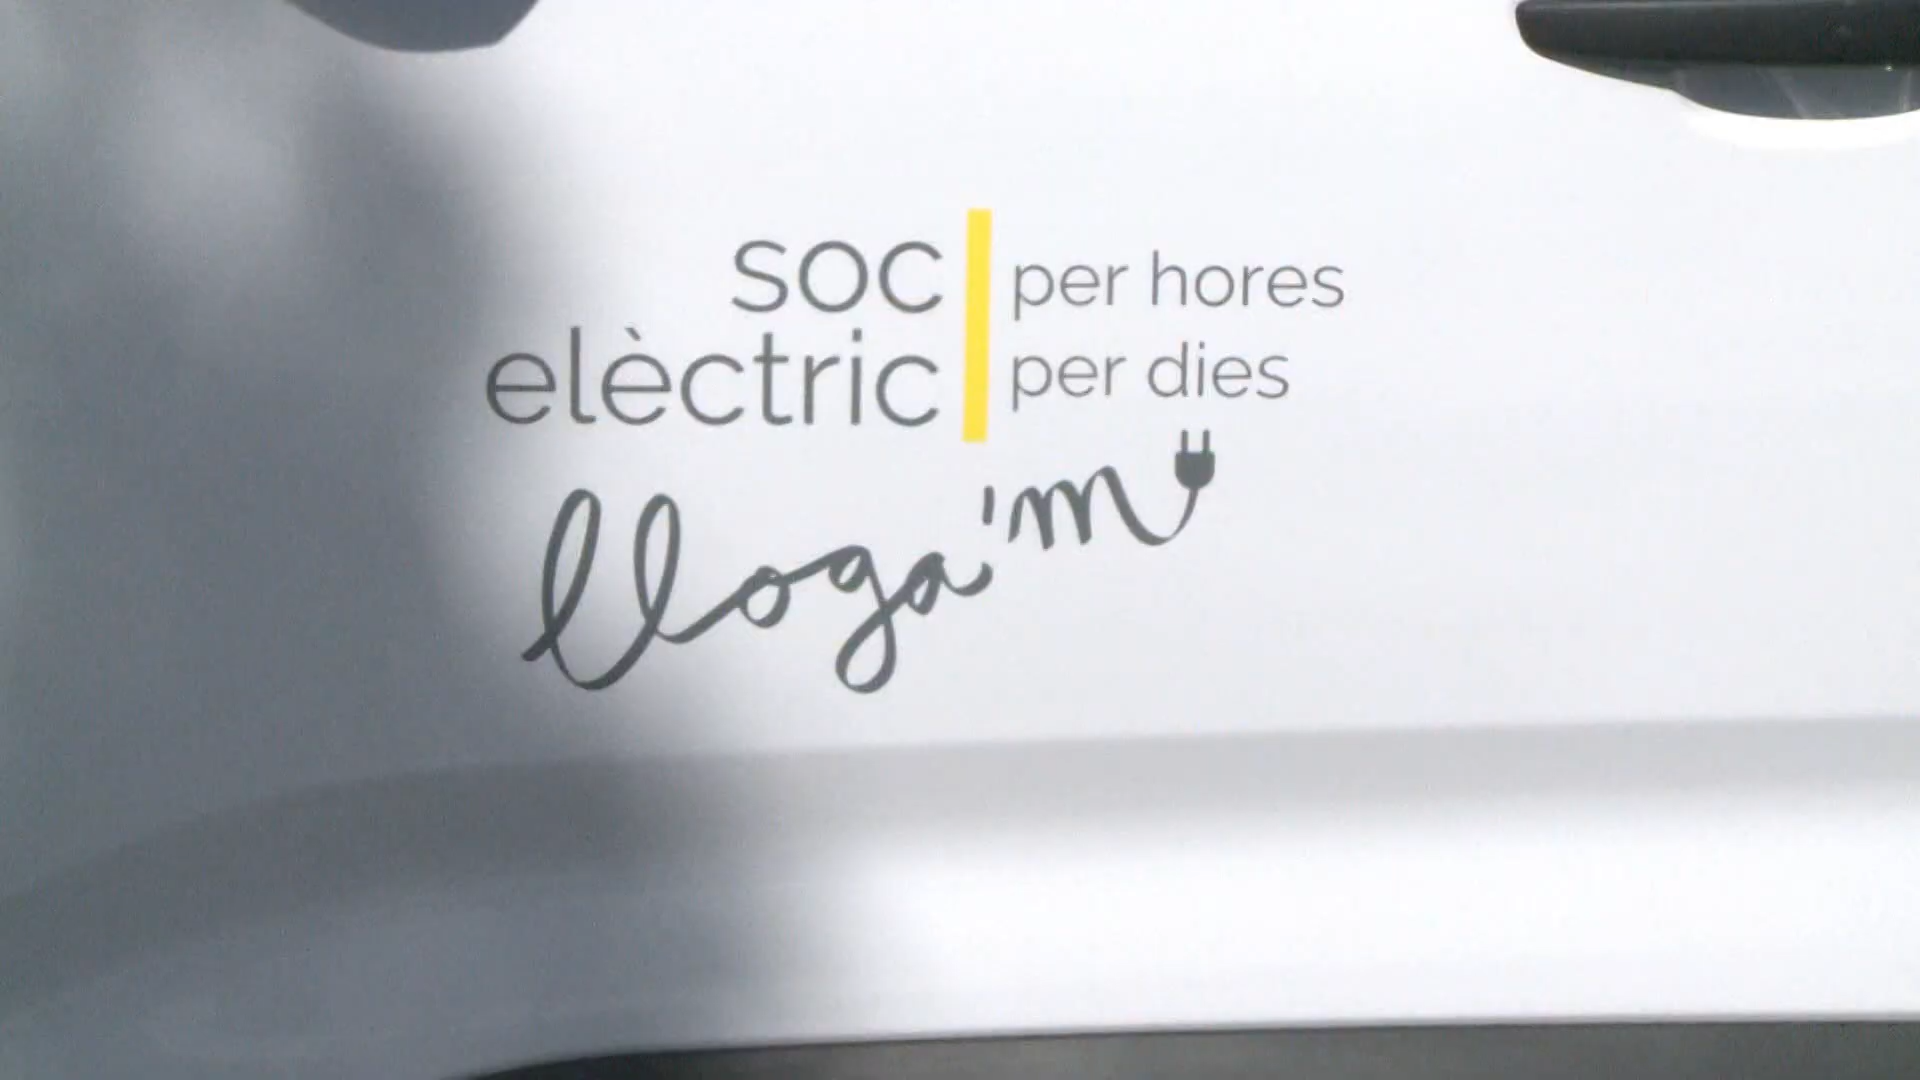 soc
elèctric
per hores
per dies
lloga'm